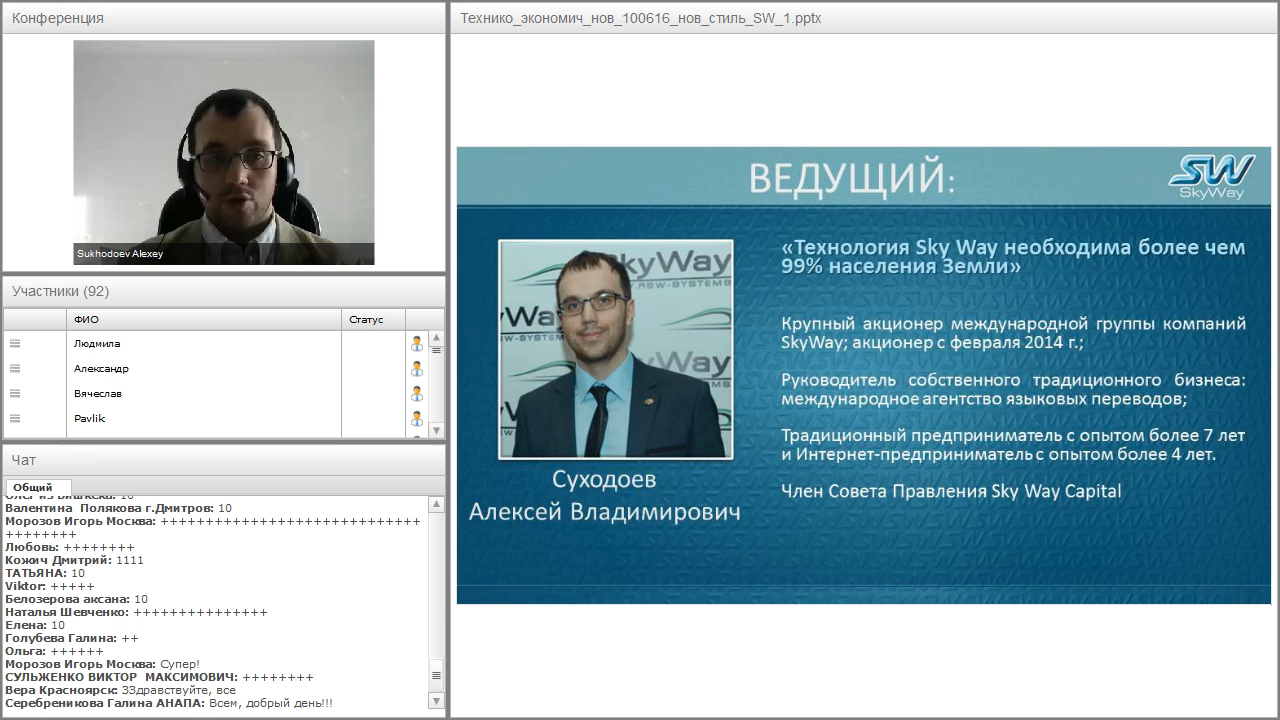 Конференция
Sukhodoev Alexey
Участники (92)
ФИО
Статус
Людмила
Александр
Вячеслав
Pavlik
Чат
Общий
Валентина Полякова г.Дмитров: 10
Морозов Игорь Москва: +++++++++++++++++++++++++++++
++++++++
Любовь: ++++++++
Кожич Дмитрий: 1111
ТАТЬЯНА: 10
Viktor: +++++
Белозерова аксана: 10
Наталья Шевченко: +++++++++++++++
Елена: 10
Голубева Галина: ++
Ольга: ++++++
Морозов Игорь Москва: Супер!
СУЛЬЖЕНКО ВИКТОР МАКСИМОВИЧ: ++++++++
Вера Красноярск: ЗЗдравствуйте, все
Серебреникова Галина АНАПА: Всем, добрый день!!!
Технико_экономич_нов_100616_нов_стиль_SW_1.pptx
ВЕДУЩИЙ:
SW
SkyWay
«Технология Sky Way необходима более чем
99% населения Земли»
Крупный акционер международной группы компаний
SkyWay; акционер с февраля 2014 г.;
Руководитель собственного традиционного бизнеса:
международное агентство языковых переводов;
Традиционный предприниматель с опытом более 7 лет
и Интернет-предприниматель с опытом более 4 лет.
Член Совета Правления Sky Way Capital
Суходоев
Алексей Владимирович